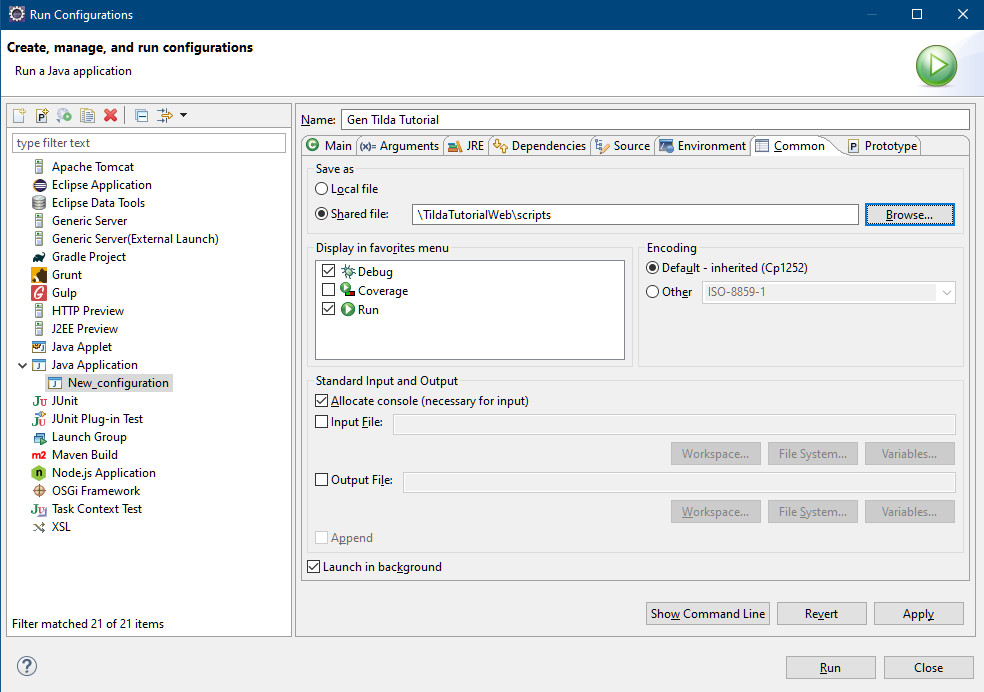 Run Configurations
Create, manage, and run configurations
Run a Java application
type filter text
Apache Tomcat
Eclipse Application
Eclipse Data Tools
Generic Server
Generic Server(External Launch)
Gradle Project
Grunt
Gulp
HTTP Preview
J2EE Preview
Java Applet
Java Application
New_configuration
JUnit
JUnit Plug-in Test
Launch Group
Maven Build
Node.js Application
OSGi Framework
Task Context Test
XSL
Filter matched 21 of 21 items
Name: Gen Tilda Tutorial
Main (x)= Arguments JRE Dependencies Source Environment Common Prototype
Save as
Local file
Shared file: \TildaTutorialWeb\scripts Browse...
Display in favorites menu
Debug
Coverage
Run
Encoding
Default - inherited (Cp1252)
Other ISO-8859-1
Standard Input and Output
Allocate console (necessary for input)
Input File:
Workspace... File System... Variables...
Output File:
Workspace... File System... Variables...
Append
Launch in background
Show Command Line Revert Apply
Run Close